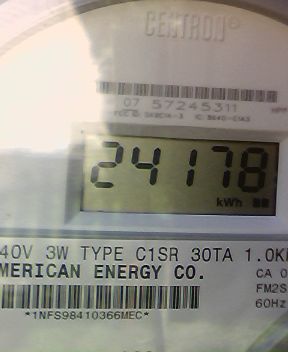 CENTRON®
07 57245311
24178
kWh
40V 3W TYPE C1SR 30TA 1.0K
MERICAN ENERGY CO.
CA 0
FM2S
60Hz
*1NFS98410366MEC*